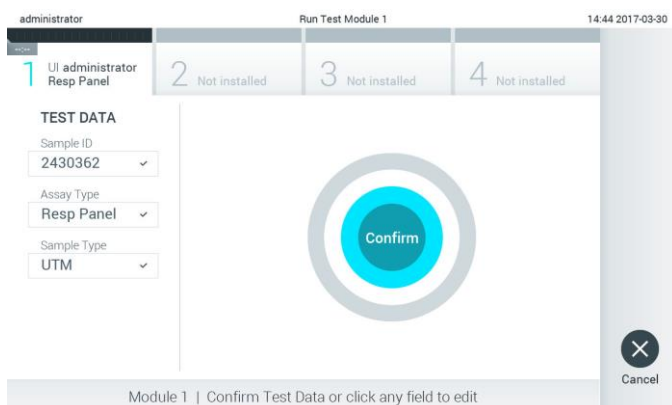 administrator
Run Test Module 1
14:44 2017-03-30
--:--
1 UI administrator
Resp Panel
2 Not installed
3 Not installed
4 Not installed
TEST DATA
Sample ID
2430362
Assay Type
Resp Panel
Sample Type
UTM
Confirm
Cancel
Module 1 | Confirm Test Data or click any field to edit